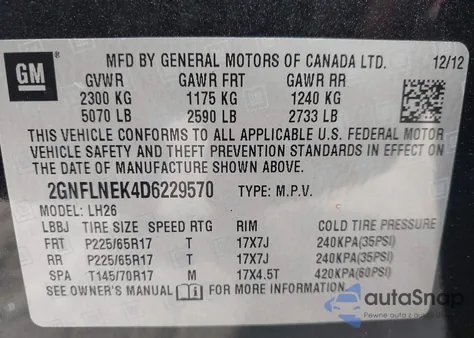 GM
MFD BY GENERAL MOTORS OF CANADA LTD. 12/12
GVWR GAWR FRT GAWR RR
2300 KG 1175 KG 1240 KG
5070 LB 2590 LB 2733 LB
THIS VEHICLE CONFORMS TO ALL APPLICABLE U.S. FEDERAL MOTOR
VEHICLE SAFETY AND THEFT PREVENTION STANDARDS IN EFFECT ON THE
DATE OF MANUFACTURE SHOWN ABOVE.
2GNFLNEK4D6229570 TYPE: M.P.V.
MODEL: LH26
LBBJ TIRE SIZE SPEED RTG RIM COLD TIRE PRESSURE
FRT P225/65R17 T 17X7J 240KPA(35PSI)
RR P225/65R17 T 17X7J 240KPA(35PSI)
SPA T145/70R17 M 17X4.5T 420KPA(60PSI)
SEE OWNER'S MANUAL FOR MORE INFORMATION.
autoSnap
Pewne auto z USA